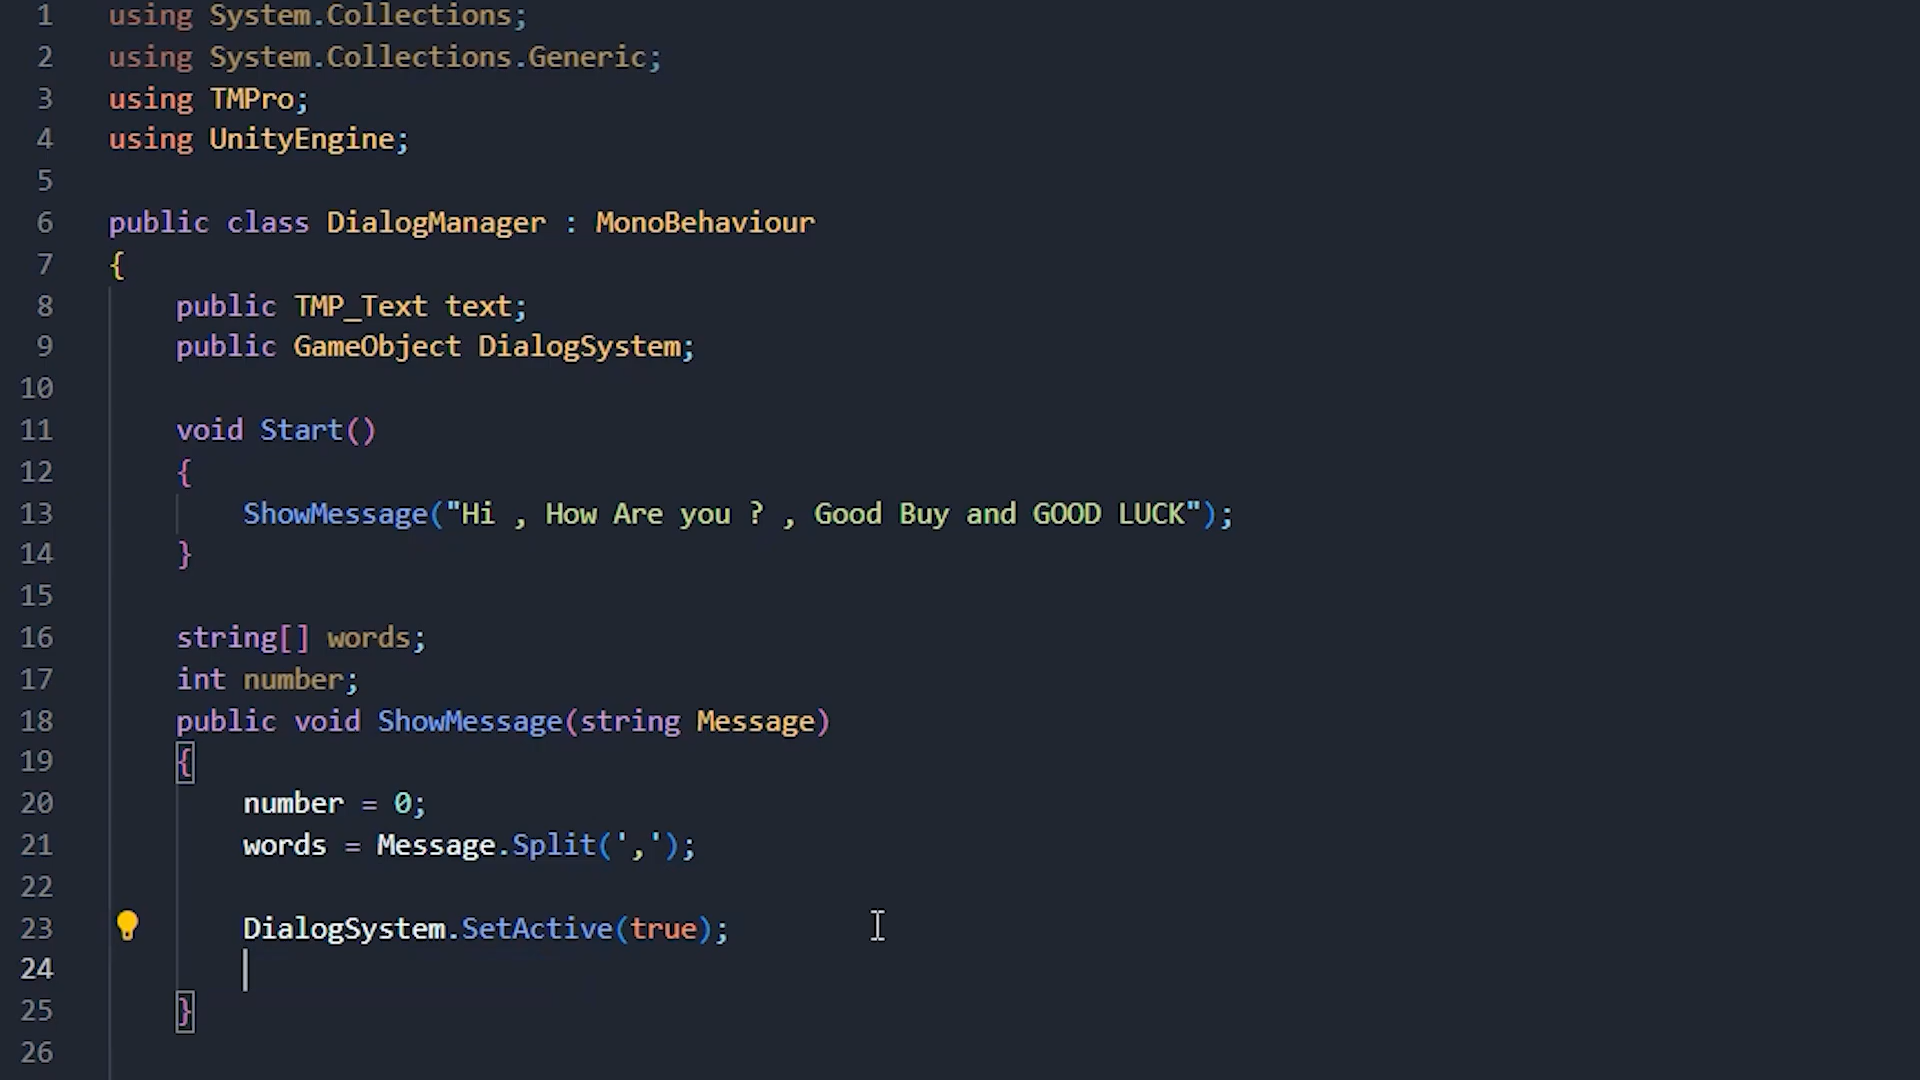 1 using System.Collections;
2 using System.Collections.Generic;
3 using TMPro;
4 using UnityEngine;
5
6 public class DialogManager : MonoBehaviour
7 {
8 public TMP_Text text;
9 public GameObject DialogSystem;
10
11 void Start()
12 {
13 ShowMessage("Hi , How Are you ? , Good Buy and GOOD LUCK");
14 }
15
16 string[] words;
17 int number;
18 public void ShowMessage(string Message)
19 {
20 number = 0;
21 words = Message.Split(',');
22
23 DialogSystem.SetActive(true);
24
25 }
26